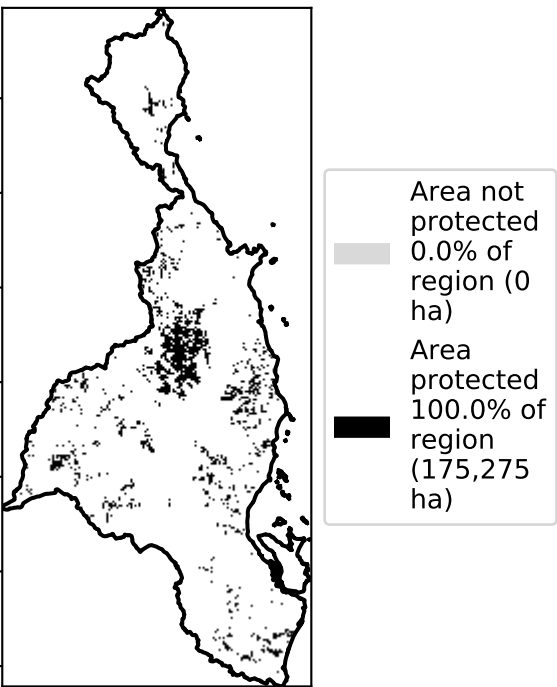 Area not
protected
0.0% of
region (0
ha)
Area
protected
100.0% of
region
(175,275
ha)